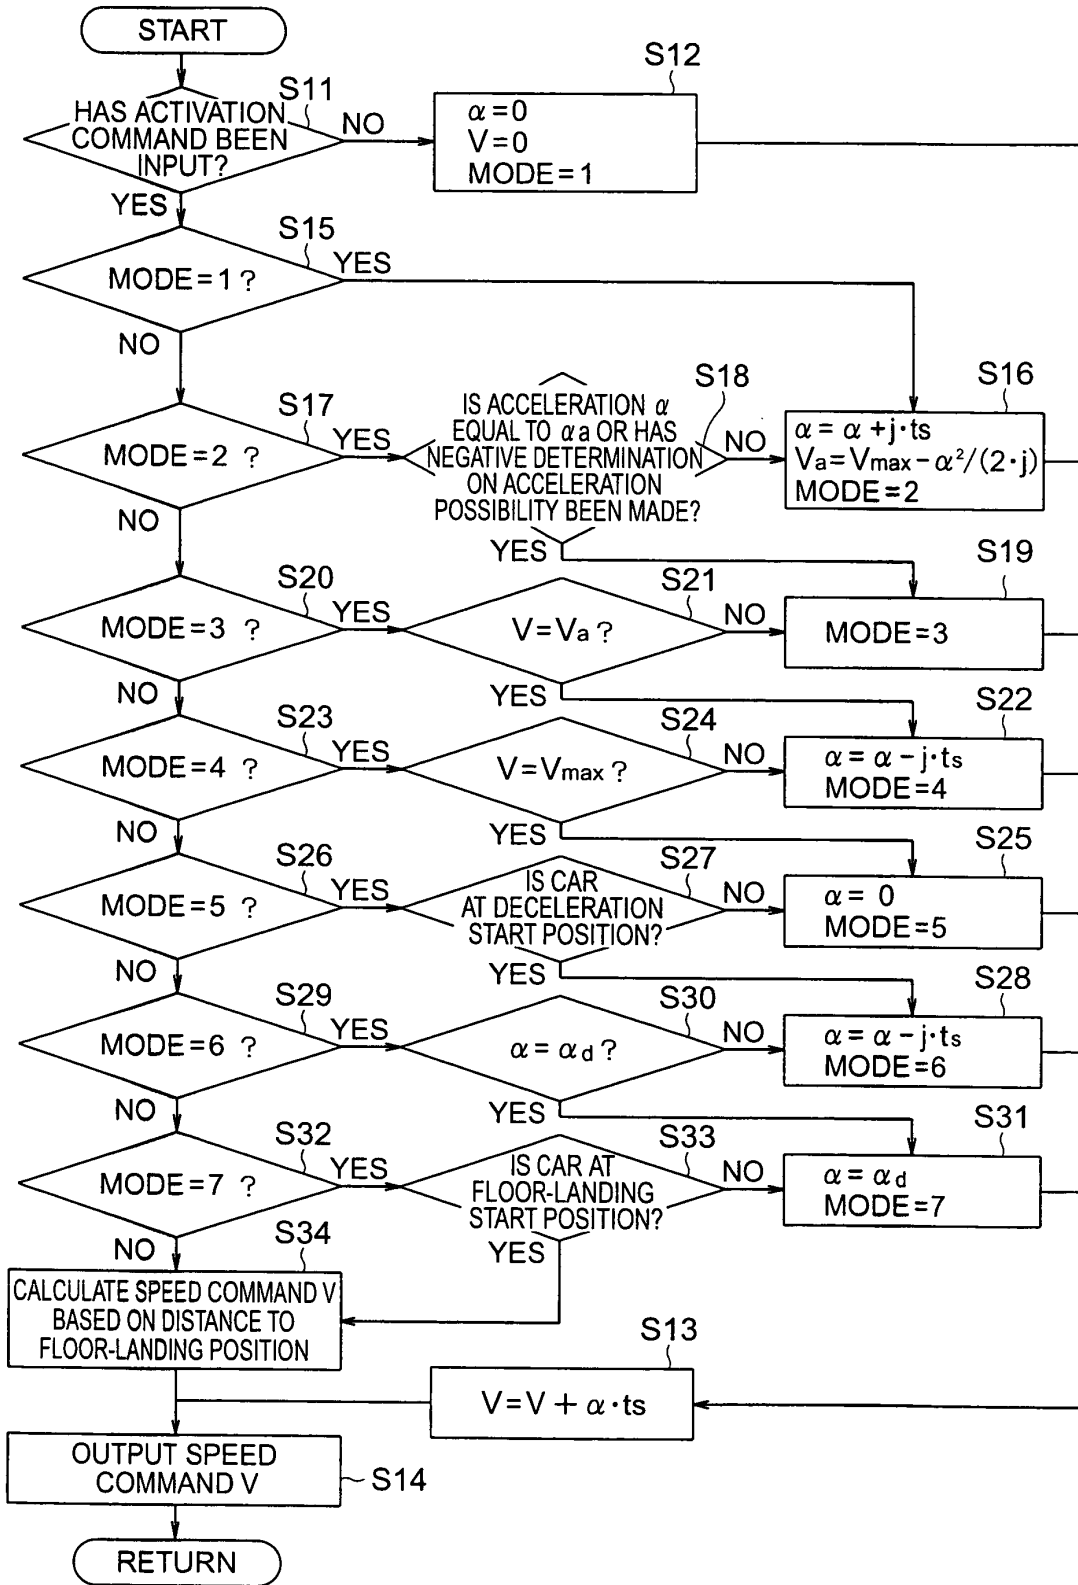 START
S11
HAS ACTIVATION
COMMAND BEEN
INPUT?
NO
YES
S12
α=0
V=0
MODE=1
S15
MODE=1?
YES
NO
S17
MODE=2 ?
YES
NO
S18
IS ACCELERATION α
EQUAL TO αa OR HAS
NEGATIVE DETERMINATION
ON ACCELERATION
POSSIBILITY BEEN MADE?
NO
YES
S16
α=α+j·ts
Va=Vmax-α²/(2·j)
MODE=2
S20
MODE=3 ?
YES
NO
S21
V=Va?
NO
YES
S19
MODE=3
S23
MODE=4 ?
YES
NO
S24
V=Vmax?
NO
YES
S22
α=α-j·ts
MODE=4
S26
MODE=5 ?
YES
NO
S27
IS CAR
AT DECELERATION
START POSITION?
NO
YES
S25
α= 0
MODE=5
S29
MODE=6 ?
YES
NO
S30
α=αd?
NO
YES
S28
α=α-j·ts
MODE=6
S32
MODE=7 ?
YES
NO
S33
IS CAR AT
FLOOR-LANDING
START POSITION?
NO
YES
S31
α=αd
MODE=7
S34
CALCULATE SPEED COMMAND V
BASED ON DISTANCE TO
FLOOR-LANDING POSITION
S13
V=V+α·ts
OUTPUT SPEED
COMMAND V
S14
RETURN